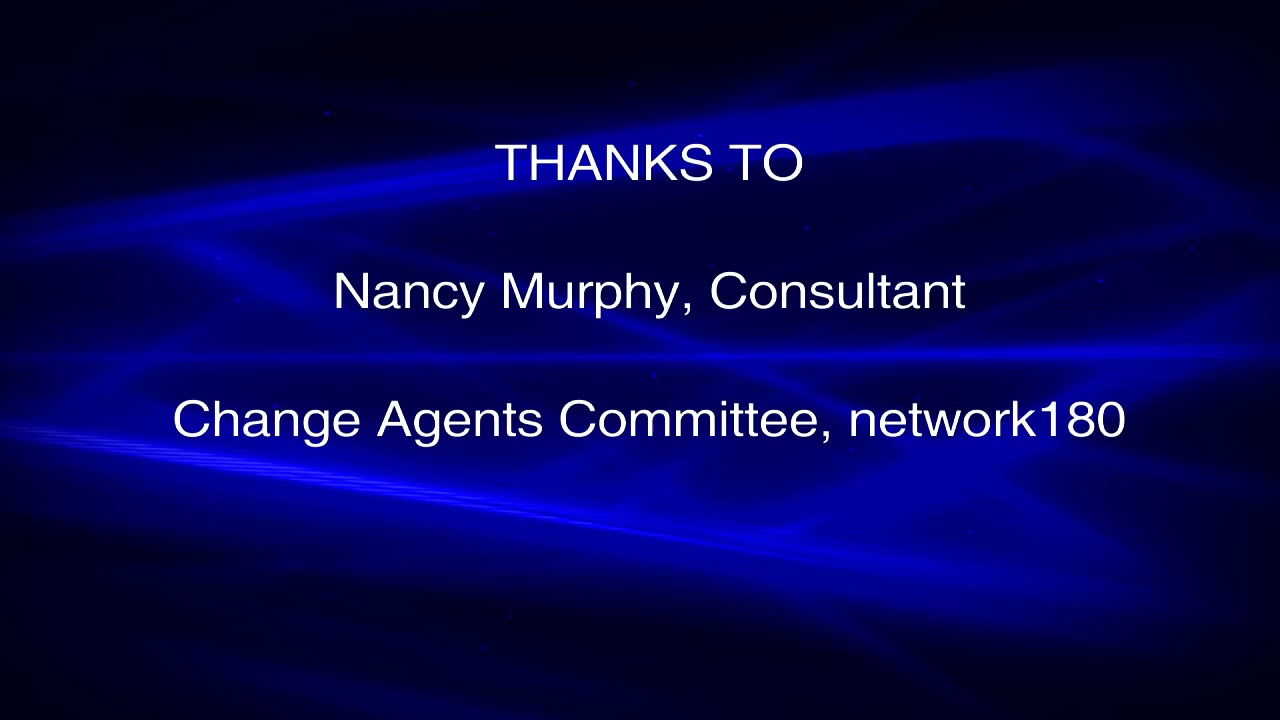 THANKS TO
Nancy Murphy, Consultant
Change Agents Committee, network180